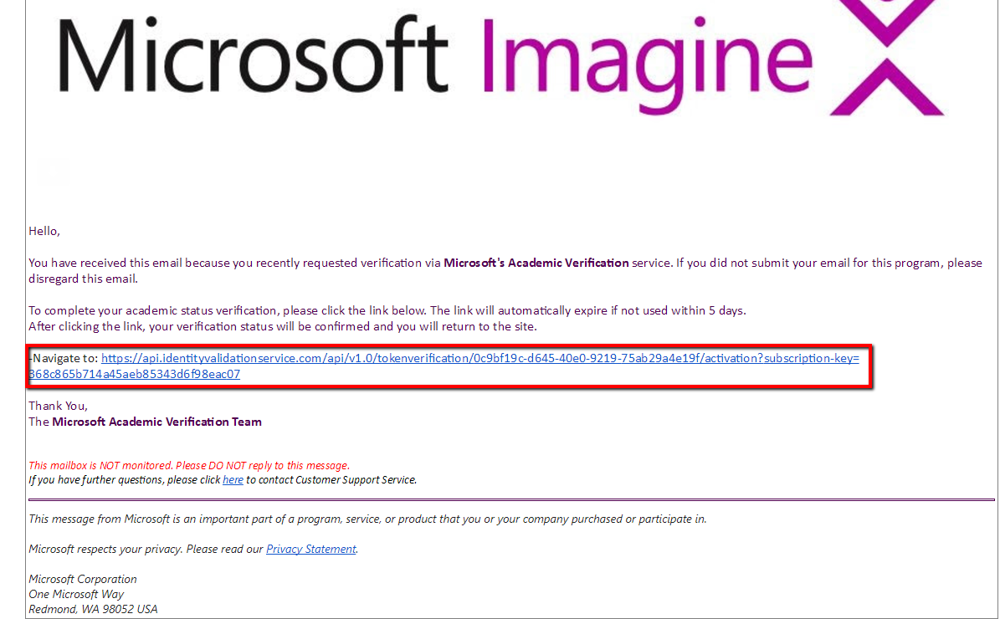 Microsoft Imagine
Hello,
You have received this email because you recently requested verification via Microsoft's Academic Verification service. If you did not submit your email for this program, please
disregard this email.
To complete your academic status verification, please click the link below. The link will automatically expire if not used within 5 days.
After clicking the link, your verification status will be confirmed and you will return to the site.
-Navigate to: https://api.identityvalidationservice.com/api/v1.0/tokenverification/0c9bf19c-d645-40e0-9219-75ab29a4e19f/activation?subscription-key=
868c865b714a45aeb85343d6f98eac07
Thank You,
The Microsoft Academic Verification Team
This mailbox is NOT monitored. Please DO NOT reply to this message.
If you have further questions, please click here to contact Customer Support Service.
This message from Microsoft is an important part of a program, service, or product that you or your company purchased or participate in.
Microsoft respects your privacy. Please read our Privacy Statement.
Microsoft Corporation
One Microsoft Way
Redmond, WA 98052 USA